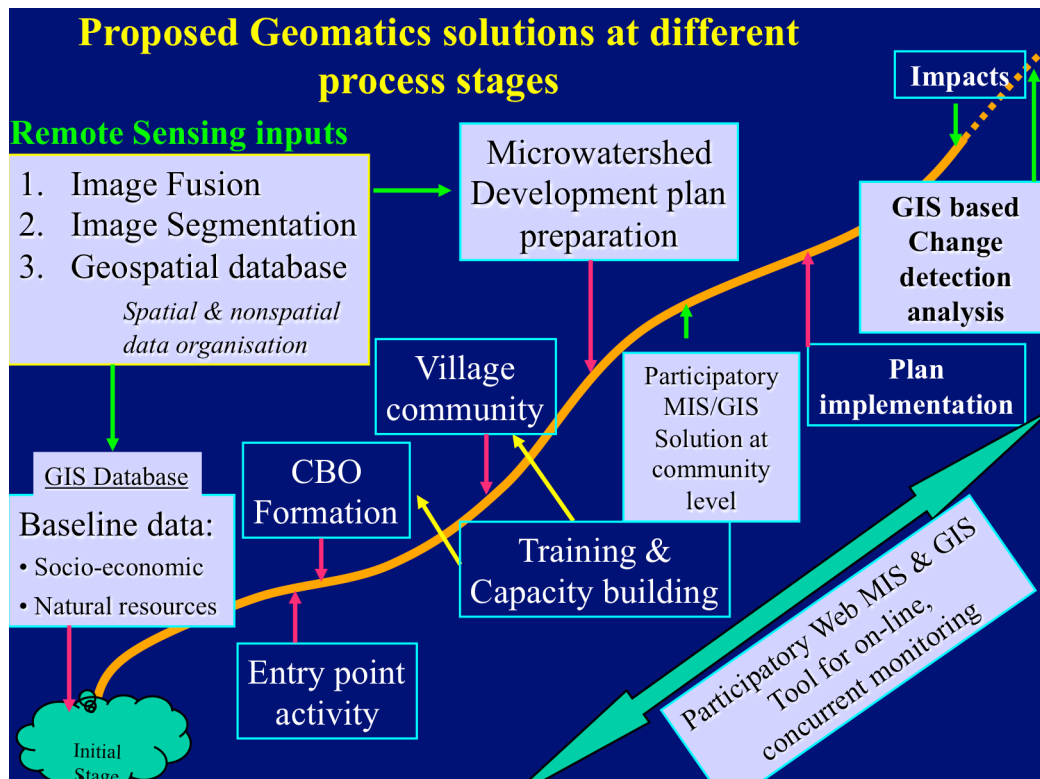 Proposed Geomatics solutions at different
process stages
Impacts
Remote Sensing inputs
1. Image Fusion
2. Image Segmentation
3. Geospatial database
Spatial & nonspatial
data organisation
Microwatershed
Development plan
preparation
GIS based
Change
detection
analysis
Village
community
Participatory
MIS/GIS
Solution at
community
level
Plan
implementation
GIS Database
Baseline data:
• Socio-economic
• Natural resources
CBO
Formation
Training &
Capacity building
Entry point
activity
Participatory Web MIS & GIS
Tool for on-line,
concurrent monitoring
Initial
Stage